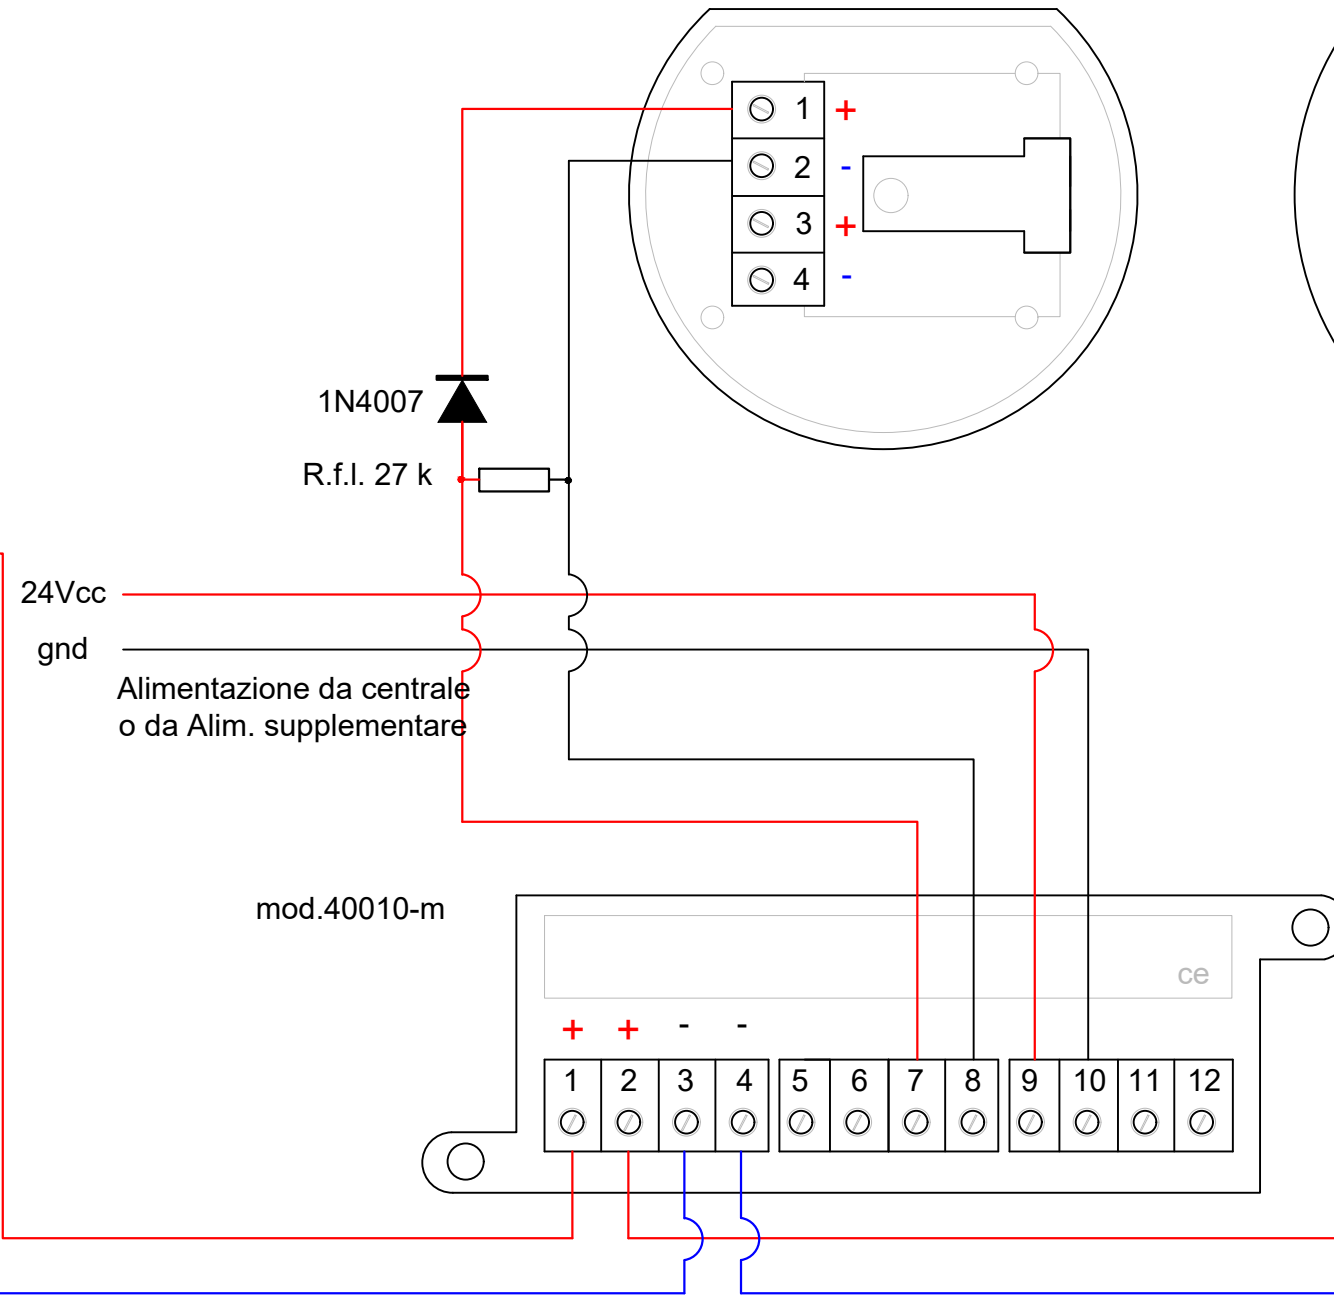 1 +
2 -
3 +
4 -
1N4007
R.f.l. 27 k
24Vcc
gnd
Alimentazione da centrale
o da Alim. supplementare
mod.40010-m
ce
+ + - -
1 2 3 4 5 6 7 8 9 10 11 12